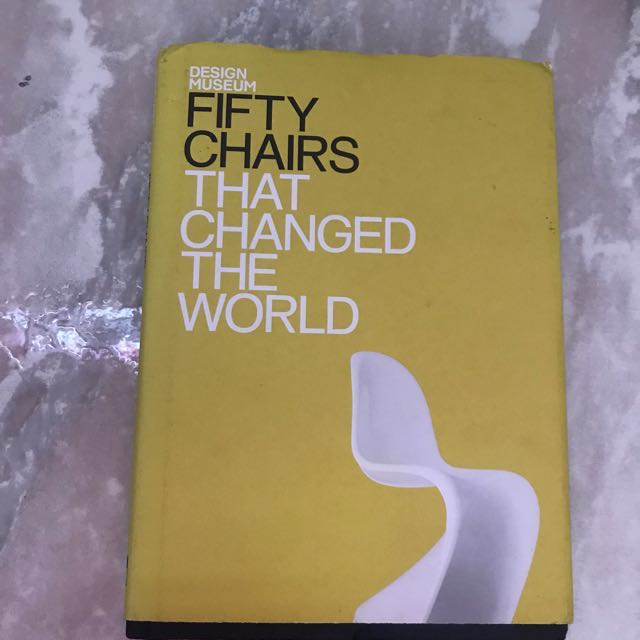 DESIGN
MUSEUM
FIFTY
CHAIRS
THAT
CHANGED
THE
WORLD